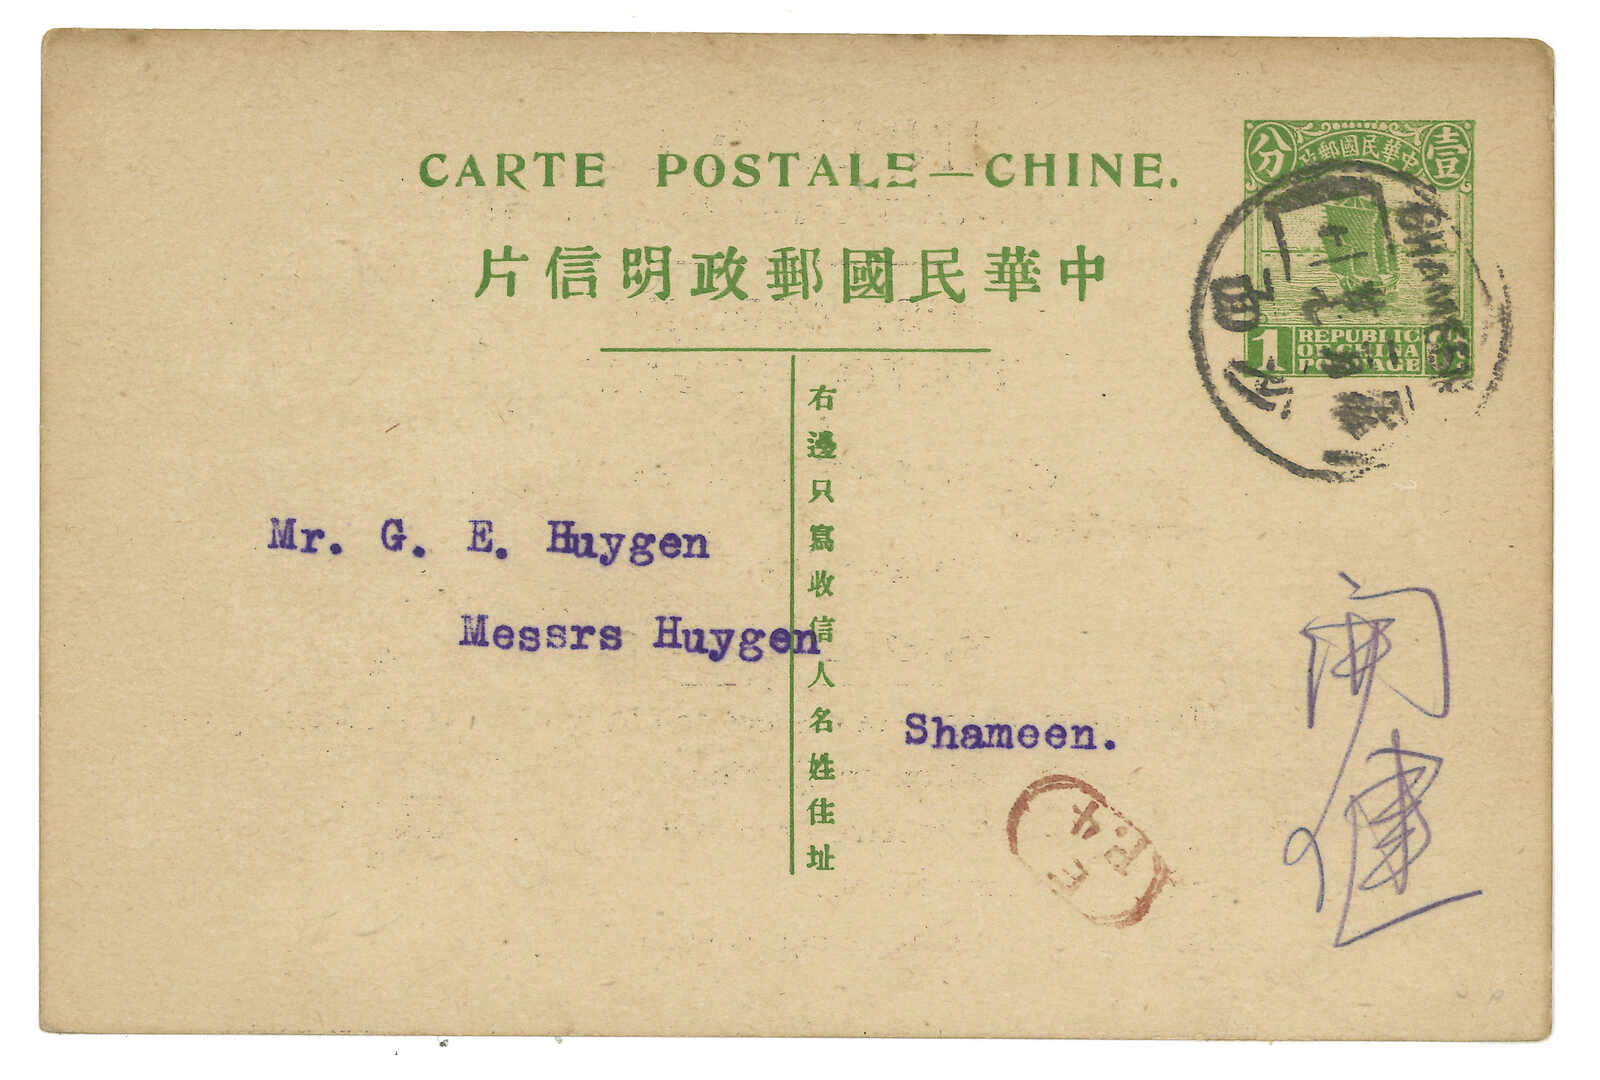 CARTE POSTALE—CHINE.
中華民國郵政明信片
分
中華民國郵政
壹
1
REPUBLIC
OF CHINA
POSTAGE
SHAMEEN
右邊只寫收信人名姓住址
Mr. G. E. Huygen
Messrs Huygen
Shameen.
E
P.4